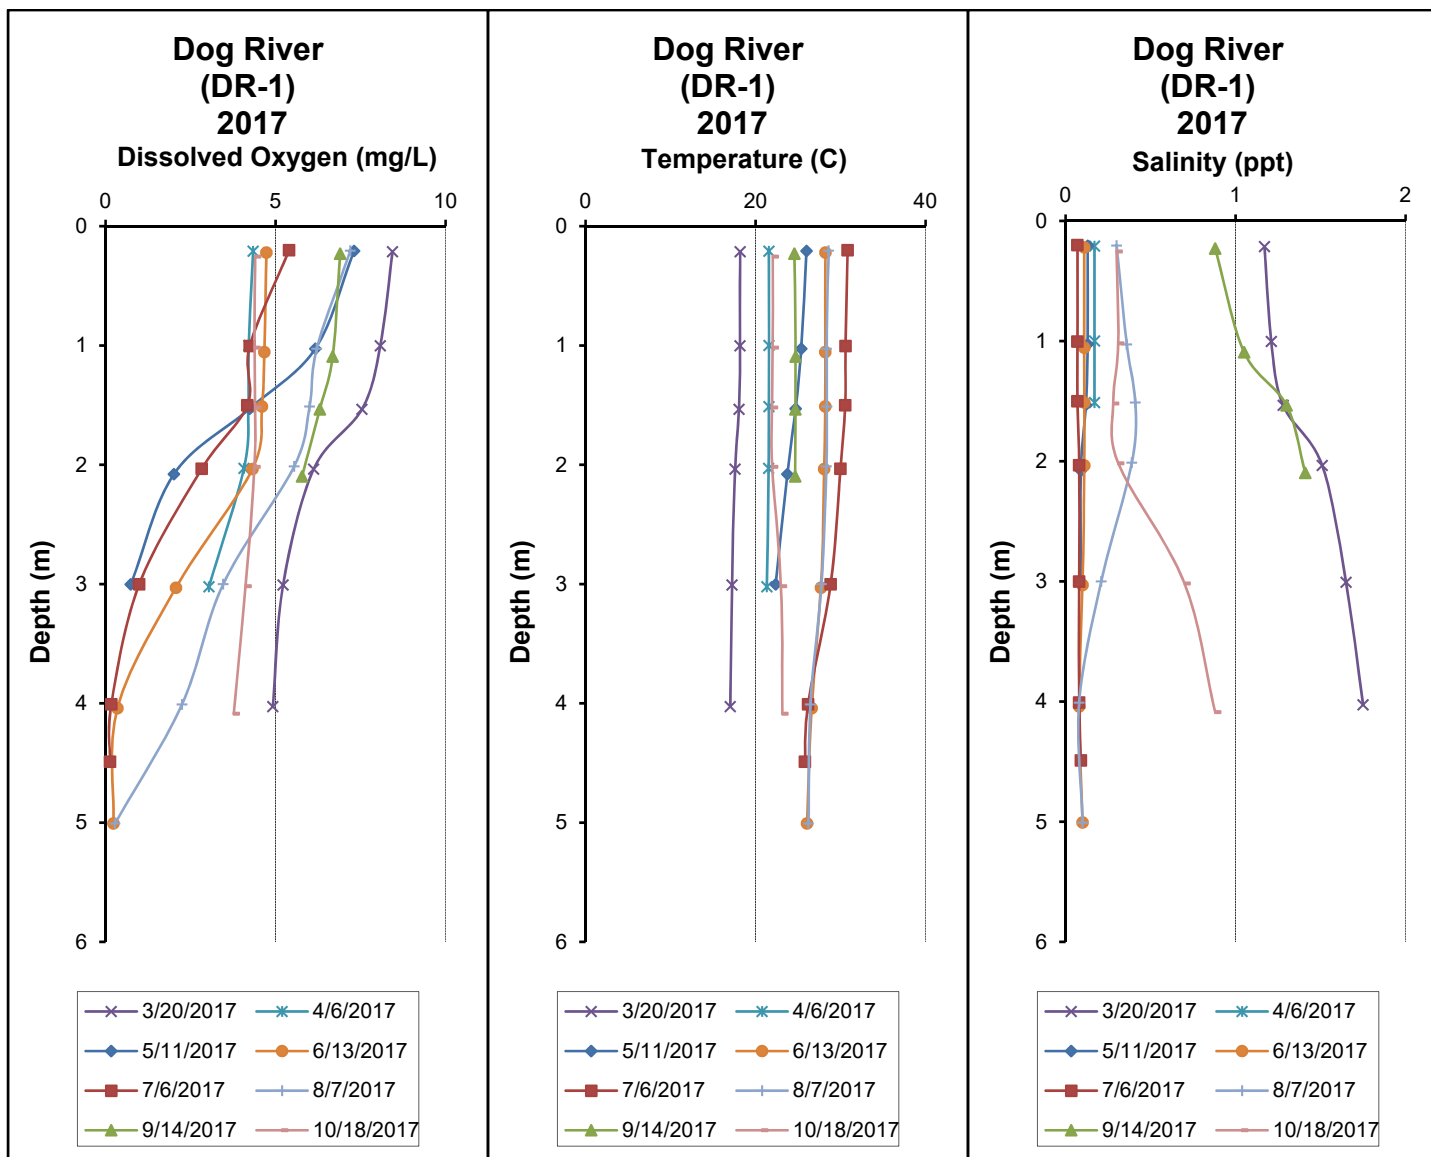 Dog River
(DR-1)
2017
Dissolved Oxygen (mg/L)
0 5 10
0
1
2
3
4
5
6
Depth (m)
3/20/2017 4/6/2017
5/11/2017 6/13/2017
7/6/2017 8/7/2017
9/14/2017 10/18/2017
Dog River
(DR-1)
2017
Temperature (C)
0 20 40
0
1
2
3
4
5
6
Depth (m)
3/20/2017 4/6/2017
5/11/2017 6/13/2017
7/6/2017 8/7/2017
9/14/2017 10/18/2017
Dog River
(DR-1)
2017
Salinity (ppt)
0 1 2
0
1
2
3
4
5
6
Depth (m)
3/20/2017 4/6/2017
5/11/2017 6/13/2017
7/6/2017 8/7/2017
9/14/2017 10/18/2017